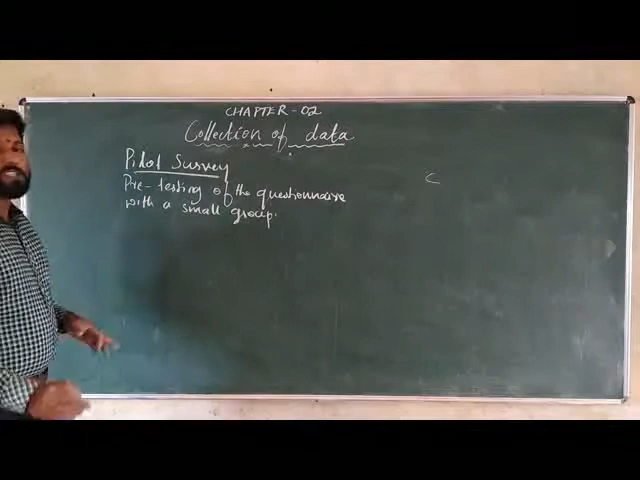 CHAPTER-02
Collection of data
Pilot Survey
Pre-testing of the questionnaire
with a small group.
C